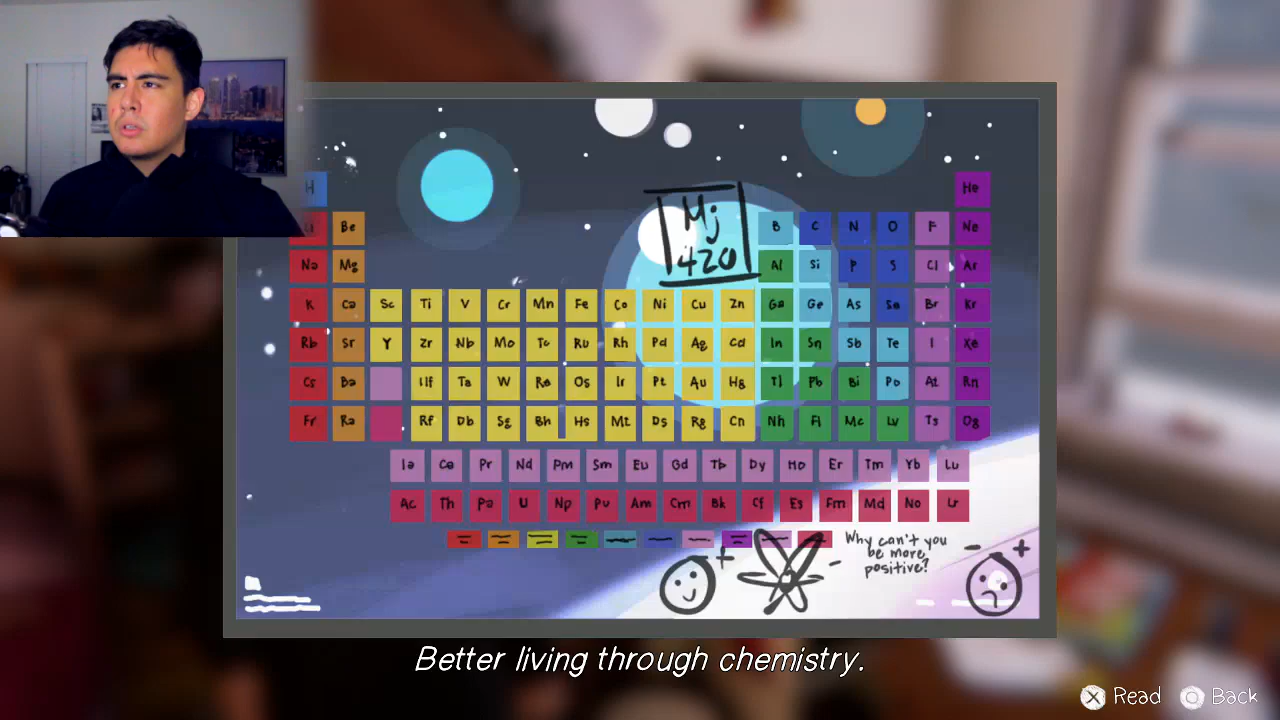 Mj
420
H He
Be B C N O F Ne
Na Mg Al Si P S Cl Ar
K Ca Sc Ti V Cr Mn Fe Co Ni Cu Zn Ga Ge As Se Br Kr
Rb Sr Y Zr Nb Mo Tc Ru Rh Pd Ag Cd In Sn Sb Te I Xe
Cs Ba Hf Ta W Re Os Ir Pt Au Hg Tl Pb Bi Po At Rn
Fr Ra Rf Db Sg Bh Hs Mt Ds Rg Cn Nh Fl Mc Lv Ts Og
la Ce Pr Nd Pm Sm Eu Gd Tb Dy Ho Er Tm Yb Lu
Ac Th Pa U Np Pu Am Cm Bk Cf Es Fm Md No Lr
Why can't you
be more
positive?
+ - - +
Better living through chemistry.
Read Back